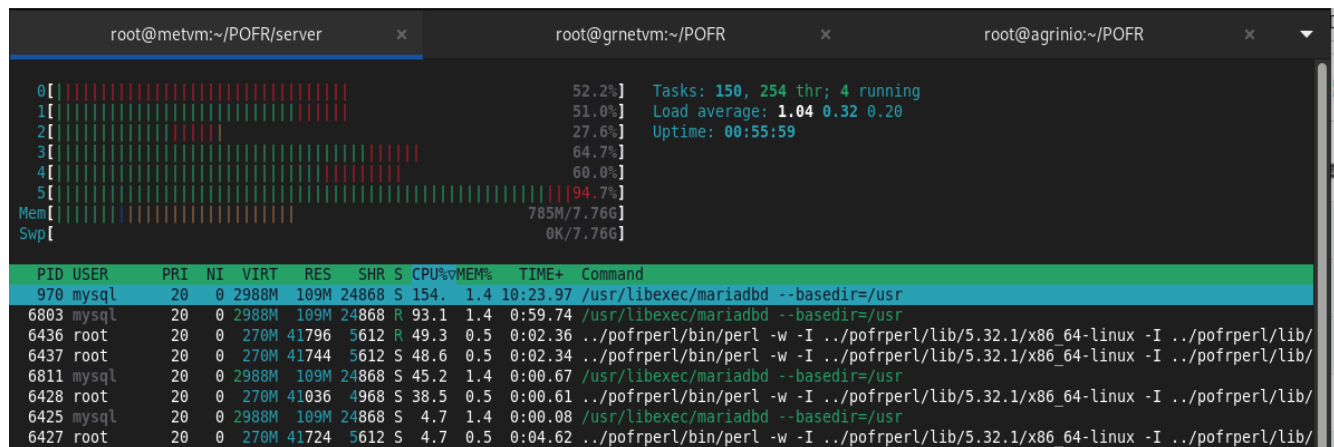 root@metvm:~/POFR/server × root@grnetvm:~/POFR × root@agrinio:~/POFR ×
0[ 52.2%] Tasks: 150, 254 thr; 4 running
1[ 51.0%] Load average: 1.04 0.32 0.20
2[ 27.6%] Uptime: 00:55:59
3[ 64.7%]
4[ 60.0%]
5[ 94.7%]
Mem[ 785M/7.76G]
Swp[ 0K/7.76G]
PID USER PRI NI VIRT RES SHR S CPU%▽MEM% TIME+ Command
970 mysql 20 0 2988M 109M 24868 S 154. 1.4 10:23.97 /usr/libexec/mariadbd --basedir=/usr
6803 mysql 20 0 2988M 109M 24868 R 93.1 1.4 0:59.74 /usr/libexec/mariadbd --basedir=/usr
6436 root 20 0 270M 41796 5612 R 49.3 0.5 0:02.36 ../pofrperl/bin/perl -w -I ../pofrperl/lib/5.32.1/x86_64-linux -I ../pofrperl/lib/
6437 root 20 0 270M 41744 5612 S 48.6 0.5 0:02.34 ../pofrperl/bin/perl -w -I ../pofrperl/lib/5.32.1/x86_64-linux -I ../pofrperl/lib/
6811 mysql 20 0 2988M 109M 24868 S 45.2 1.4 0:00.67 /usr/libexec/mariadbd --basedir=/usr
6428 root 20 0 270M 41036 4968 S 38.5 0.5 0:00.61 ../pofrperl/bin/perl -w -I ../pofrperl/lib/5.32.1/x86_64-linux -I ../pofrperl/lib/
6425 mysql 20 0 2988M 109M 24868 S 4.7 1.4 0:00.08 /usr/libexec/mariadbd --basedir=/usr
6427 root 20 0 270M 41724 5612 S 4.7 0.5 0:04.62 ../pofrperl/bin/perl -w -I ../pofrperl/lib/5.32.1/x86_64-linux -I ../pofrperl/lib/